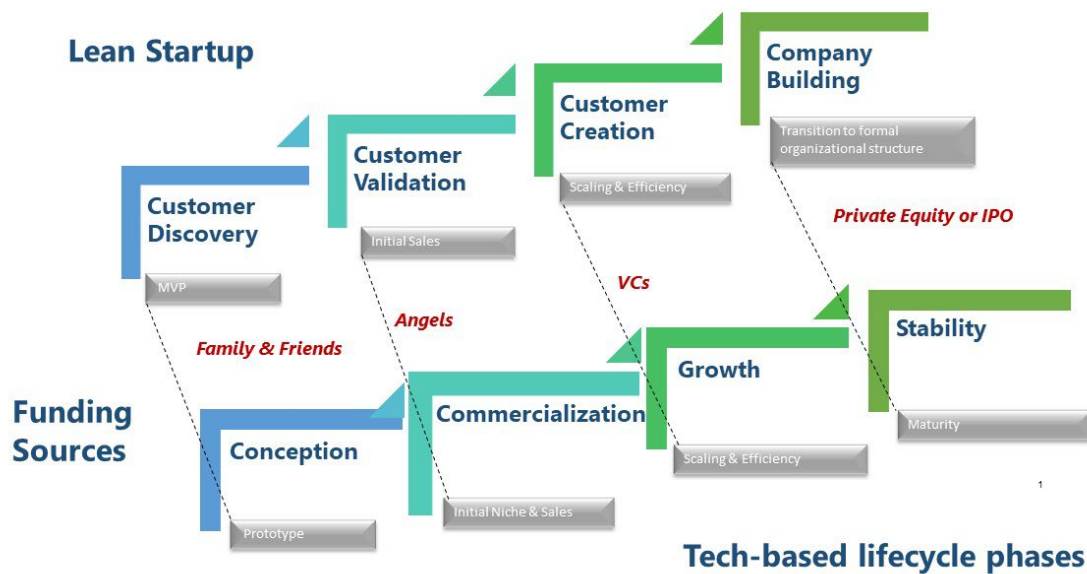 Lean Startup
Company
Building
Transition to formal
organizational structure
Customer
Creation
Scaling & Efficiency
Customer
Validation
Initial Sales
Customer
Discovery
MVP
Private Equity or IPO
VCs
Angels
Family & Friends
Funding
Sources
Stability
Maturity
Growth
Scaling & Efficiency
Commercialization
Initial Niche & Sales
Conception
Prototype
1
Tech-based lifecycle phases